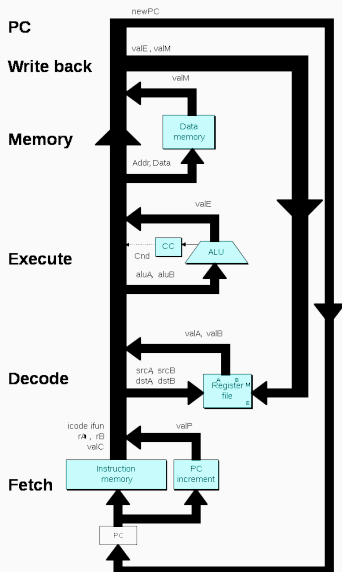 newPC
PC
valE , valM
Write back
valM
Data
memory
Memory
Addr, Data
valE
CC
ALU
Cnd
Execute
aluA, aluB
valA, valB
A B
M
Register
file
E
srcA, srcB
dstA, dstB
Decode
icode ifun
rA , rB
valC
valP
Instruction
memory
PC
increment
Fetch
PC